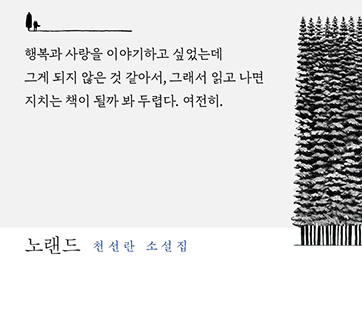 행복과 사랑을 이야기하고 싶었는데
그게 되지 않은 것 같아서, 그래서 읽고 나면
지치는 책이 될까 봐 두렵다. 여전히.
노랜드 천선란 소설집